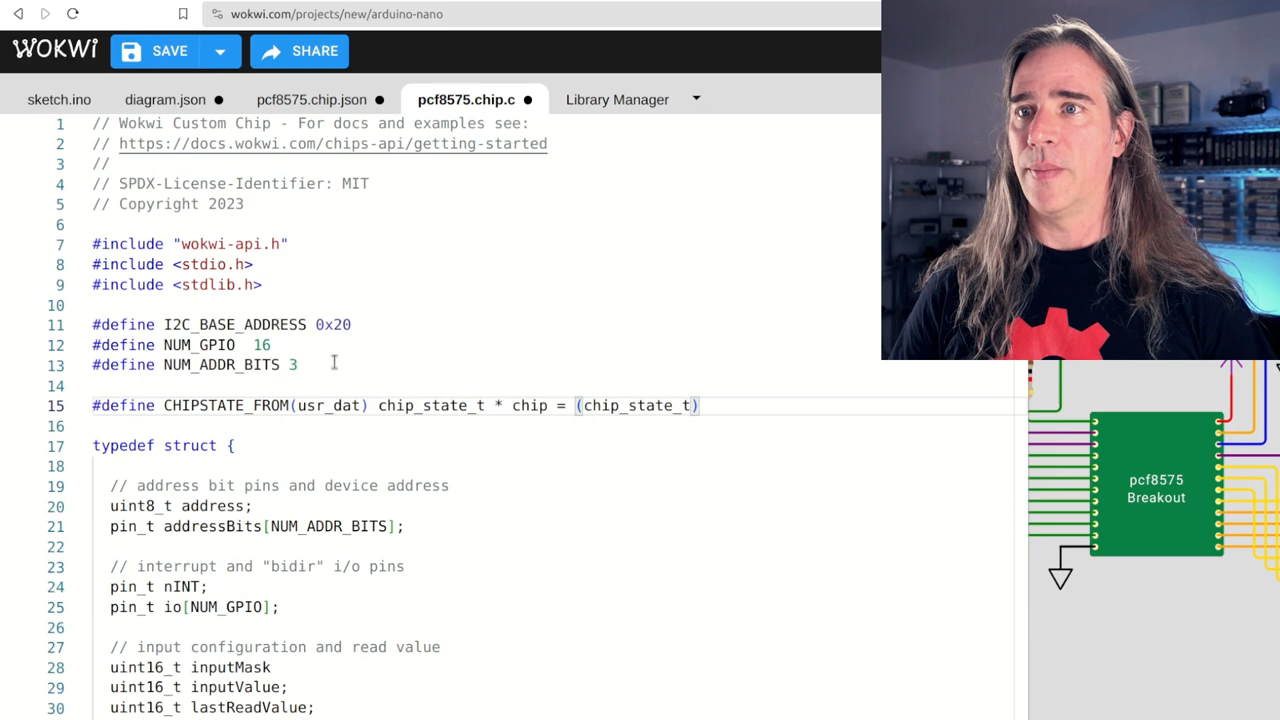 wokwi.com/projects/new/arduino-nano
WOKWI
SAVE
SHARE
sketch.ino
diagram.json
pcf8575.chip.json
pcf8575.chip.c
Library Manager
1 // Wokwi Custom Chip - For docs and examples see:
2 // https://docs.wokwi.com/chips-api/getting-started
3 //
4 // SPDX-License-Identifier: MIT
5 // Copyright 2023
6
7 #include "wokwi-api.h"
8 #include <stdio.h>
9 #include <stdlib.h>
10
11 #define I2C_BASE_ADDRESS 0x20
12 #define NUM_GPIO  16
13 #define NUM_ADDR_BITS 3
14
15 #define CHIPSTATE_FROM(usr_dat) chip_state_t * chip = (chip_state_t)
16
17 typedef struct {
18
19 // address bit pins and device address
20 uint8_t address;
21 pin_t addressBits[NUM_ADDR_BITS];
22
23 // interrupt and "bidir" i/o pins
24 pin_t nINT;
25 pin_t io[NUM_GPIO];
26
27 // input configuration and read value
28 uint16_t inputMask
29 uint16_t inputValue;
30 uint16_t lastReadValue;
pcf8575
Breakout